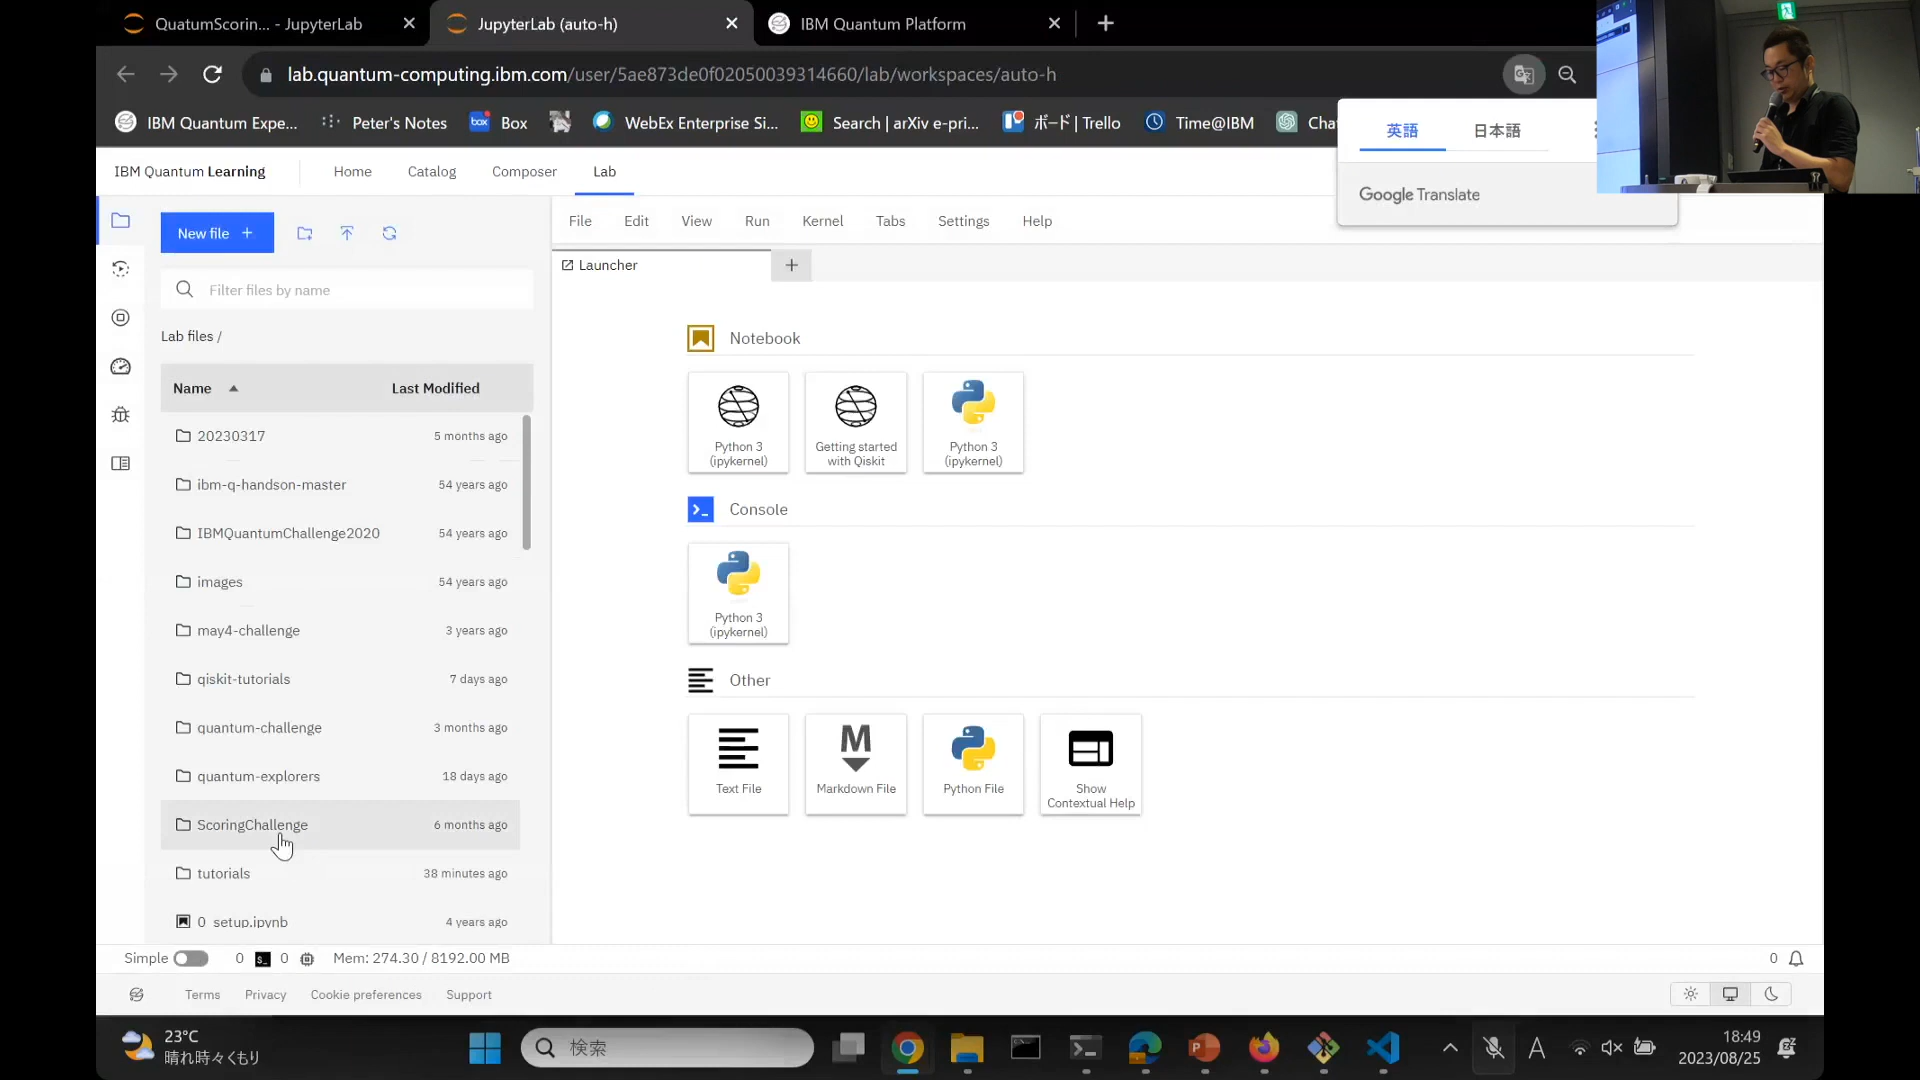 QuatumScorin... - JupyterLab
JupyterLab (auto-h)
IBM Quantum Platform
lab.quantum-computing.ibm.com/user/5ae873de0f02050039314660/lab/workspaces/auto-h
IBM Quantum Expe...
Peter's Notes
box
Box
WebEx Enterprise Si...
Search | arXiv e-pri...
ボード | Trello
Time@IBM
Cha
英語
日本語
Google Translate
IBM Quantum Learning
Home
Catalog
Composer
Lab
New file +
File
Edit
View
Run
Kernel
Tabs
Settings
Help
Filter files by name
Launcher
Lab files /
Name
Last Modified
20230317
5 months ago
ibm-q-handson-master
54 years ago
IBMQuantumChallenge2020
54 years ago
images
54 years ago
may4-challenge
3 years ago
qiskit-tutorials
7 days ago
quantum-challenge
3 months ago
quantum-explorers
18 days ago
ScoringChallenge
6 months ago
tutorials
38 minutes ago
0_setup.ipynb
4 years ago
Notebook
Python 3
(ipykernel)
Getting started
with Qiskit
Python 3
(ipykernel)
Console
Python 3
(ipykernel)
Other
Text File
M
Markdown File
Python File
Show
Contextual Help
Simple
0
0
Mem: 274.30 / 8192.00 MB
0
Terms
Privacy
Cookie preferences
Support
23°C
晴れ時々くもり
検索
A
18:49
2023/08/25